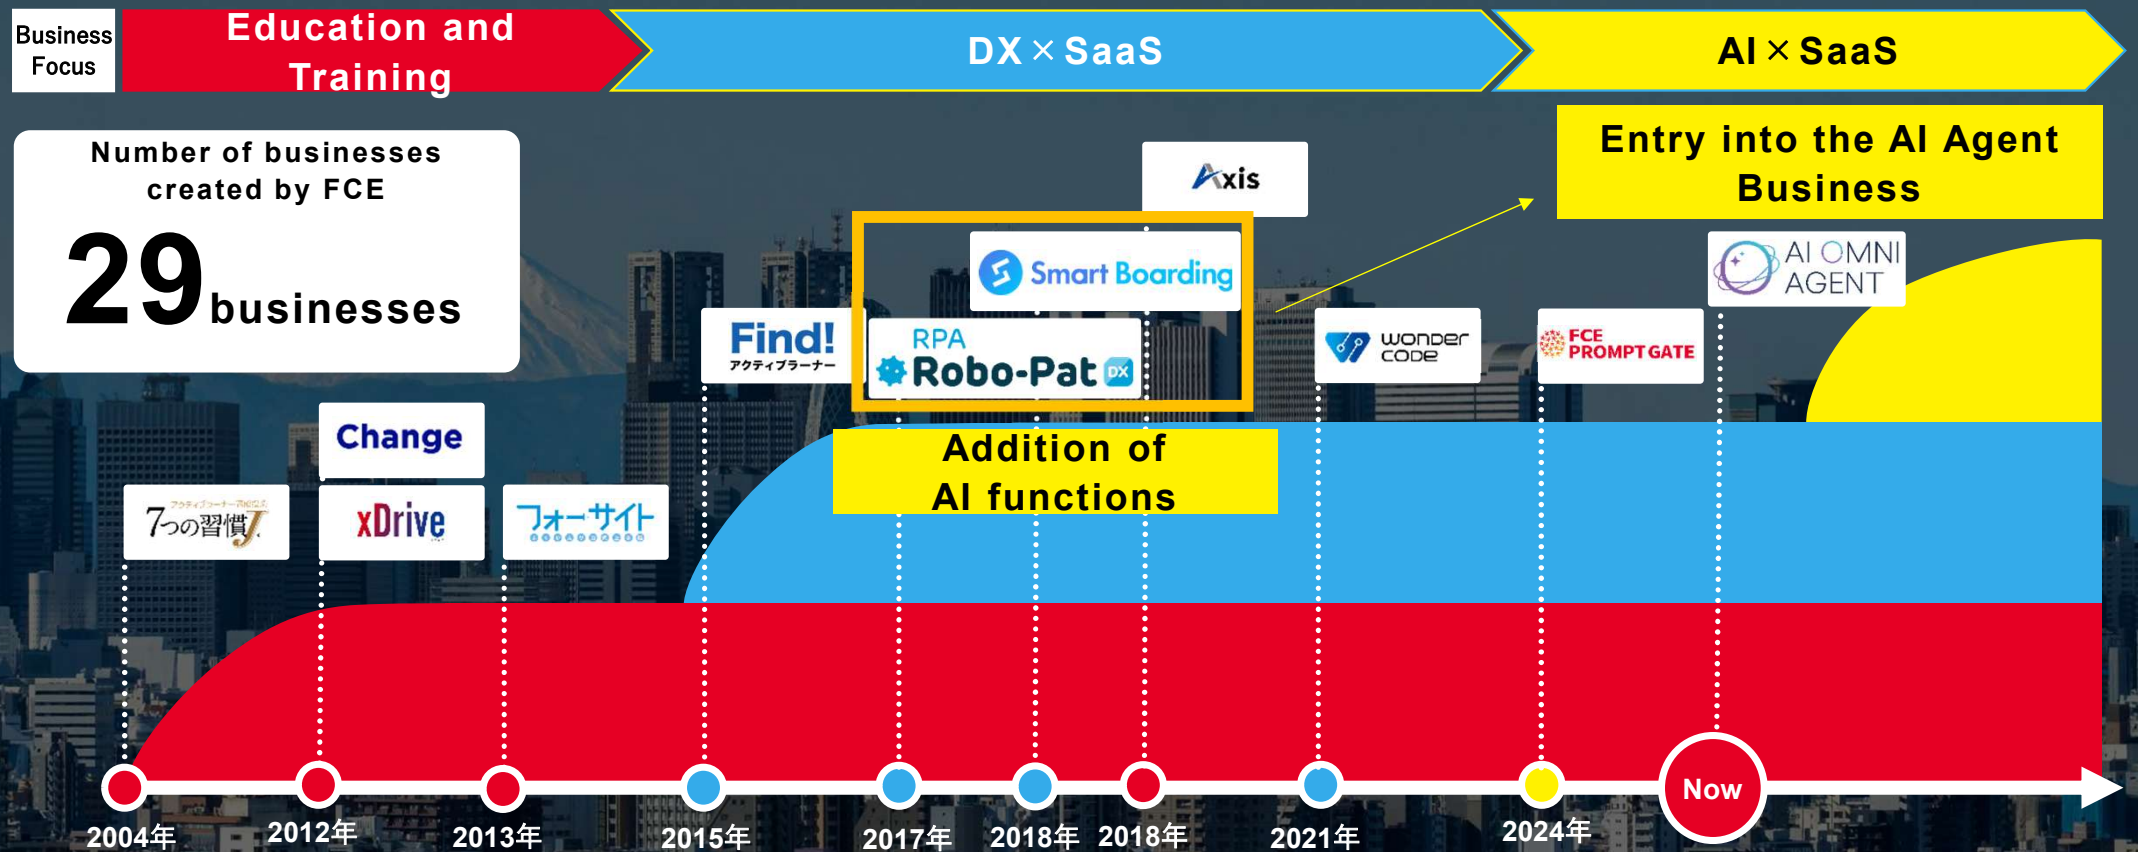 Business
Focus
Education and
Training
DX×SaaS
AI×SaaS
Number of businesses
created by FCE
29 businesses
Entry into the AI Agent
Business
Axis
Smart Boarding
AI OMNI
AGENT
Find!
アクティブラーナー
RPA
Robo-Pat DX
WONDER
CODE
FCE
PROMPT GATE
Change
Addition of
AI functions
7つの習慣J
xDrive
フォーサイト
Now
2004年
2012年
2013年
2015年
2017年
2018年
2018年
2021年
2024年